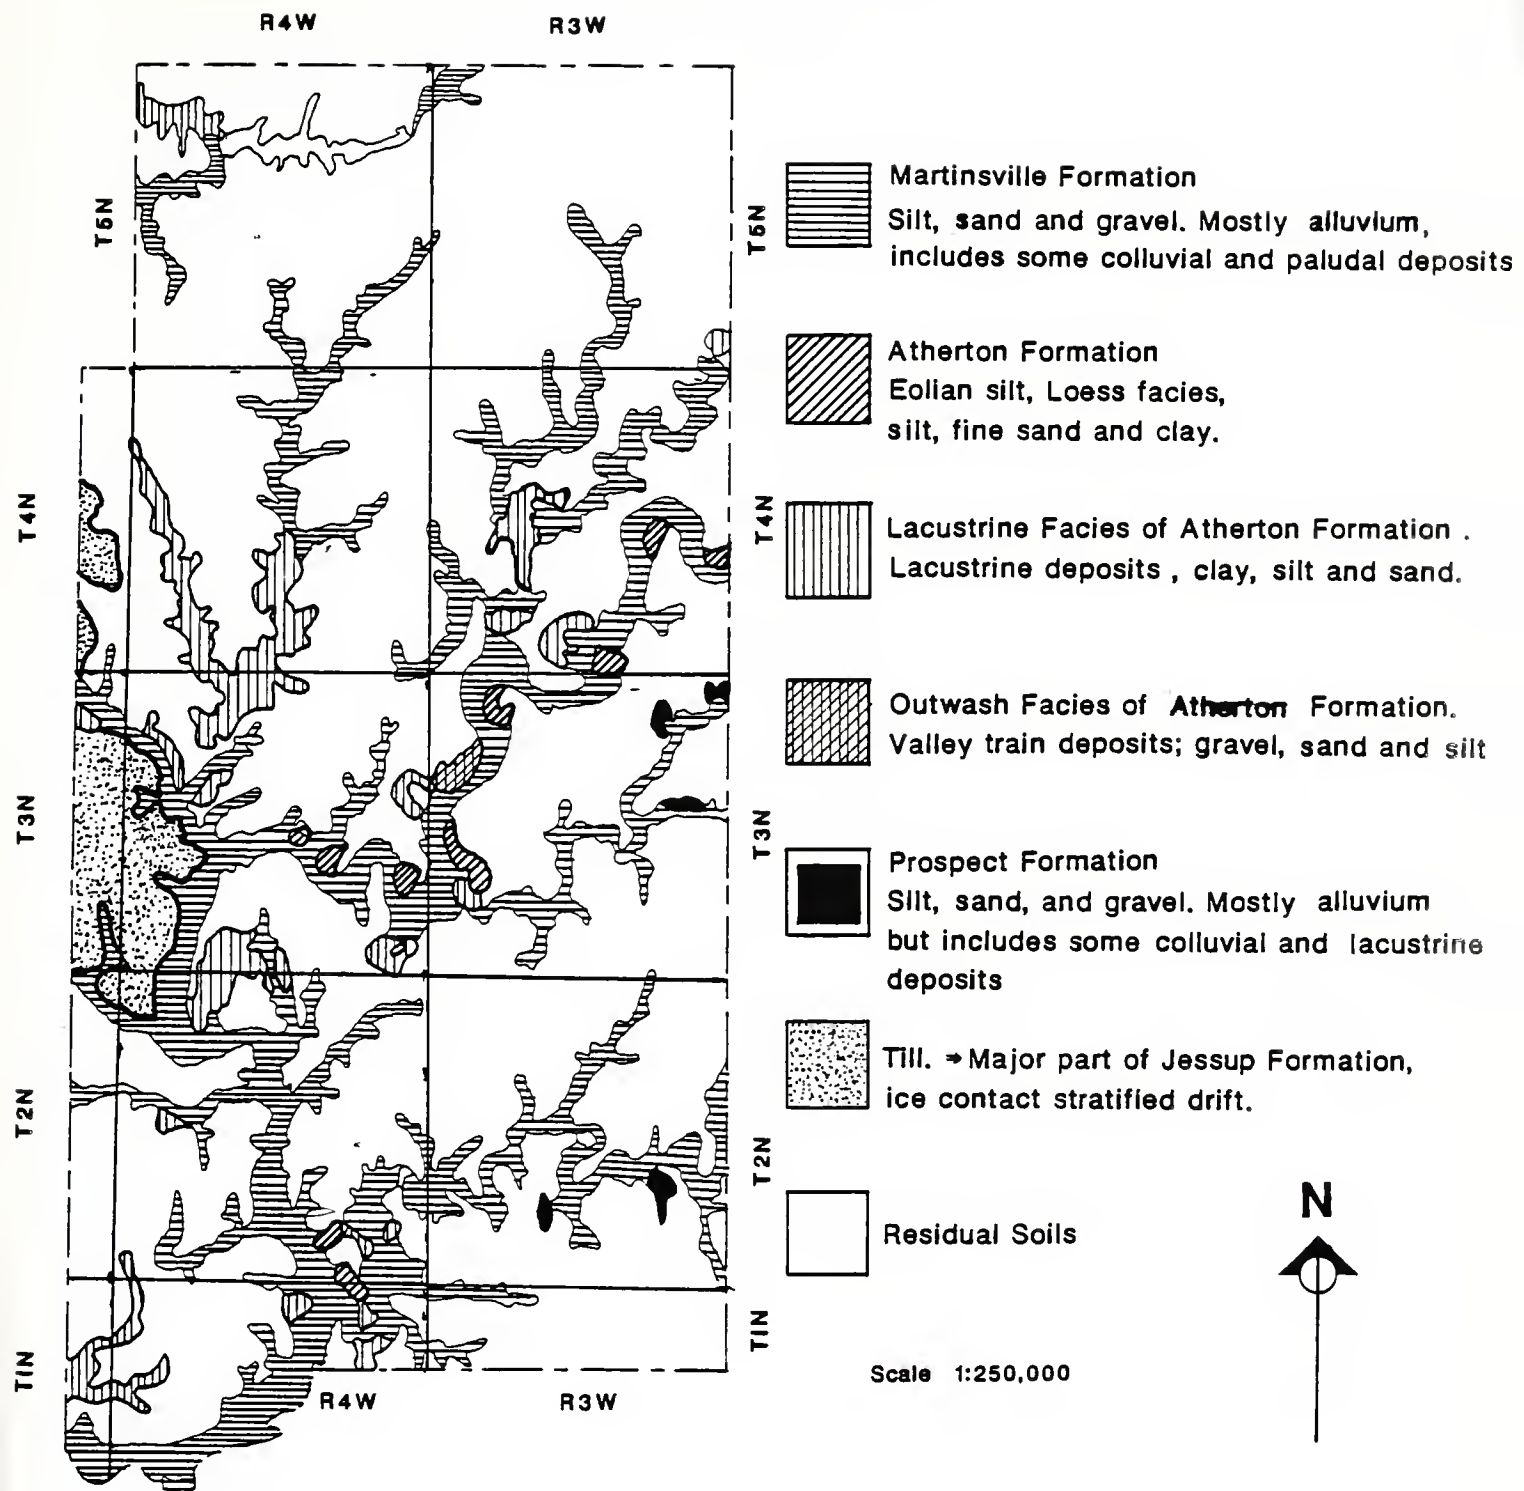 R4W
R3W
T5N
T5N
T4N
T4N
T3N
T3N
T2N
T2N
T1N
T1N
R4W
R3W
Martinsville Formation
Silt, sand and gravel. Mostly alluvium,
includes some colluvial and paludal deposits
Atherton Formation
Eolian silt, Loess facies,
silt, fine sand and clay.
Lacustrine Facies of Atherton Formation .
Lacustrine deposits , clay, silt and sand.
Outwash Facies of Atherton Formation.
Valley train deposits; gravel, sand and silt
Prospect Formation
Silt, sand, and gravel. Mostly alluvium
but includes some colluvial and lacustrine
deposits
Till. → Major part of Jessup Formation,
ice contact stratified drift.
Residual Soils
N
Scale 1:250,000